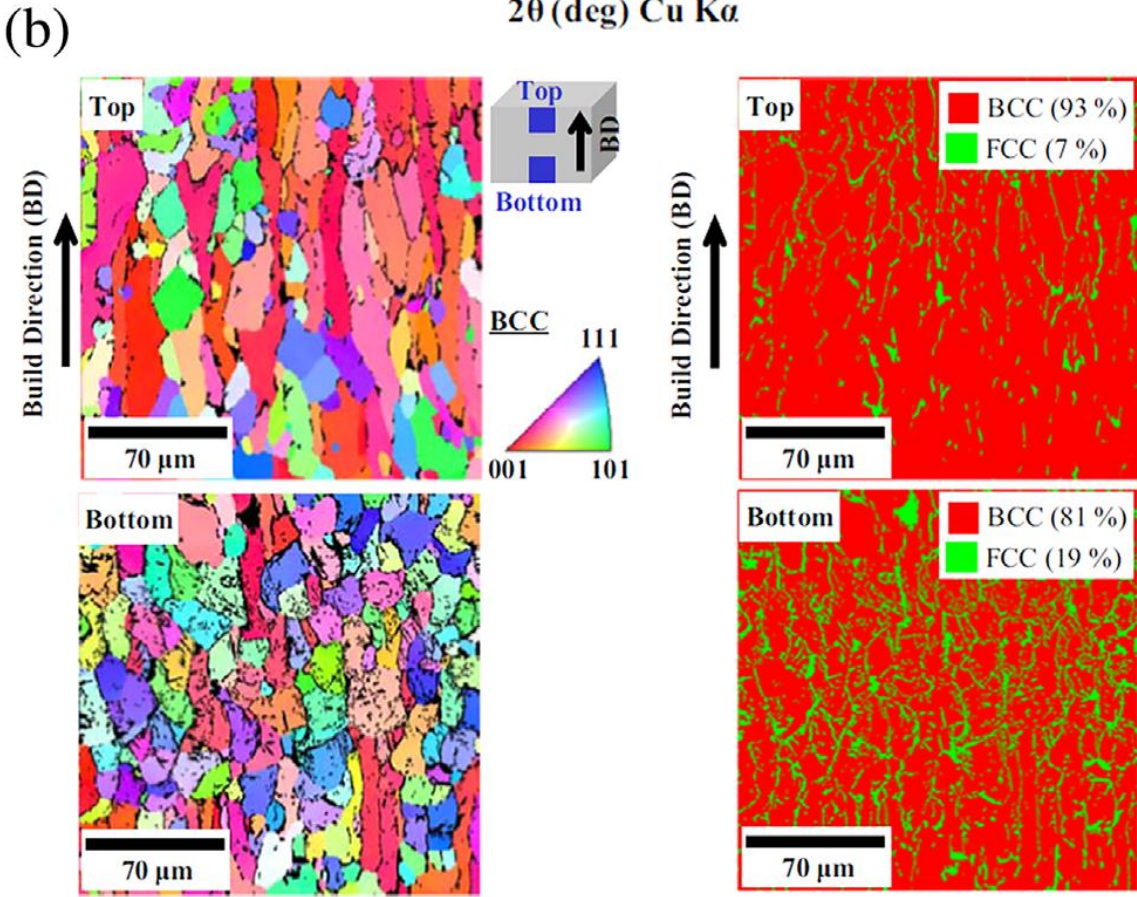 2θ (deg) Cu Kα
(b)
Top
Build Direction (BD)
70 µm
Top
BD
Bottom
BCC
111
001
101
Top
BCC (93 %)
FCC (7 %)
Build Direction (BD)
70 µm
Bottom
70 µm
Bottom
BCC (81 %)
FCC (19 %)
70 µm